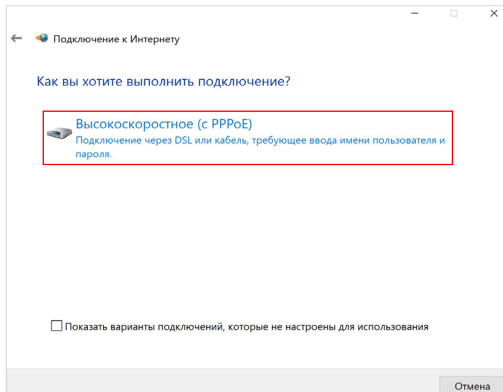 Подключение к Интернету
Как вы хотите выполнить подключение?
Высокоскоростное (с PPPoE)
Подключение через DSL или кабель, требующее ввода имени пользователя и
пароля.
Показать варианты подключений, которые не настроены для использования
Отмена